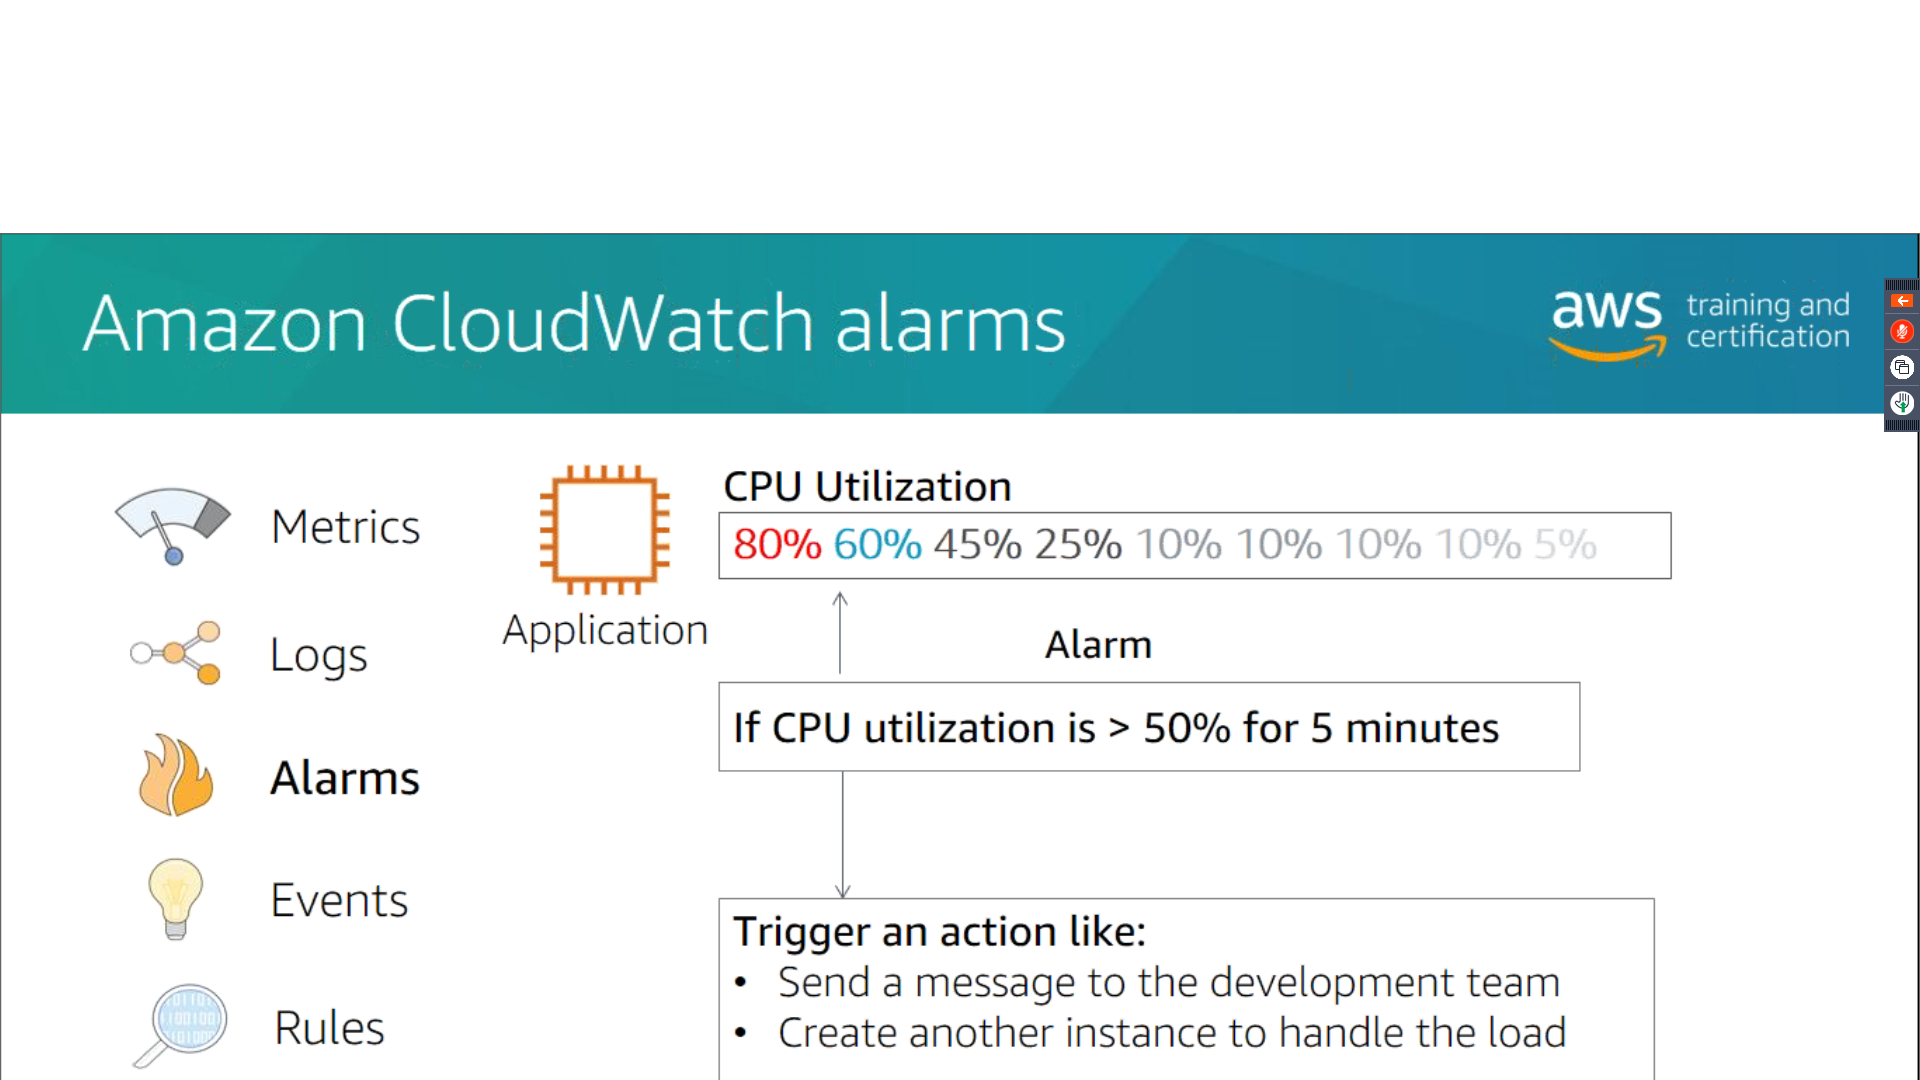 Amazon CloudWatch alarms
aws training and
certification
Metrics
Logs
Alarms
Events
Rules
Application
CPU Utilization
80% 60% 45% 25% 10% 10% 10% 10% 5%
Alarm
If CPU utilization is > 50% for 5 minutes
Trigger an action like:
• Send a message to the development team
• Create another instance to handle the load